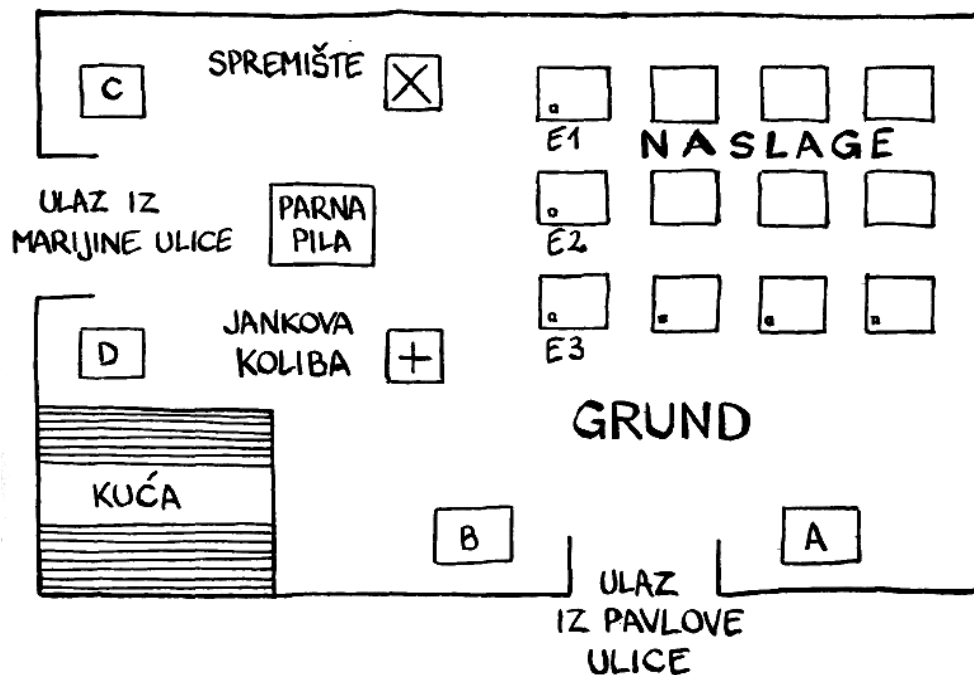 C
SPREMIŠTE
E1
NASLAGE
ULAZ IZ
MARIJINE ULICE
PARNA
PILA
E2
JANKOVA
KOLIBA
D
E3
GRUND
KUĆA
B
A
ULAZ
IZ PAVLOVE
ULICE